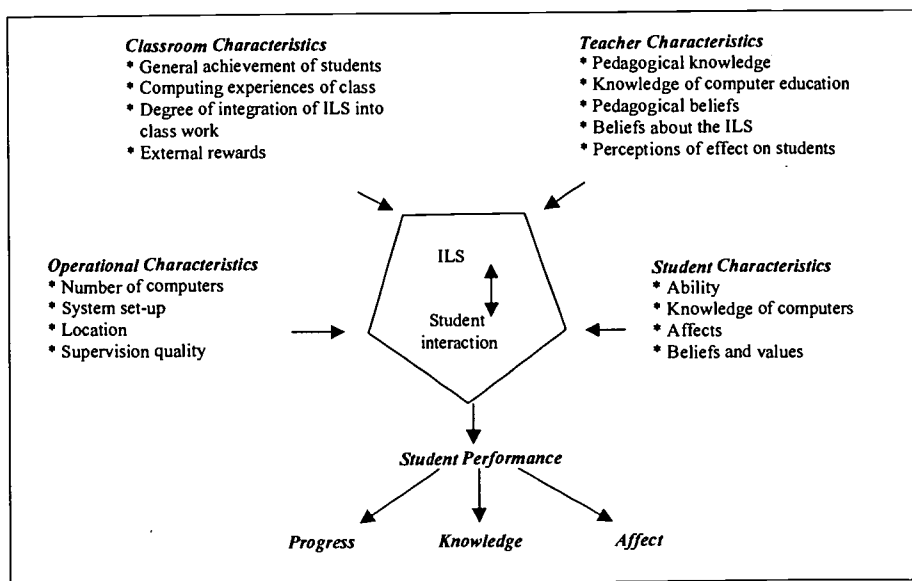 Classroom Characteristics
* General achievement of students
* Computing experiences of class
* Degree of integration of ILS into
class work
* External rewards
Teacher Characteristics
* Pedagogical knowledge
* Knowledge of computer education
* Pedagogical beliefs
* Beliefs about the ILS
* Perceptions of effect on students
Operational Characteristics
* Number of computers
* System set-up
* Location
* Supervision quality
ILS
Student
interaction
Student Characteristics
* Ability
* Knowledge of computers
* Affects
* Beliefs and values
Student Performance
Progress
Knowledge
Affect